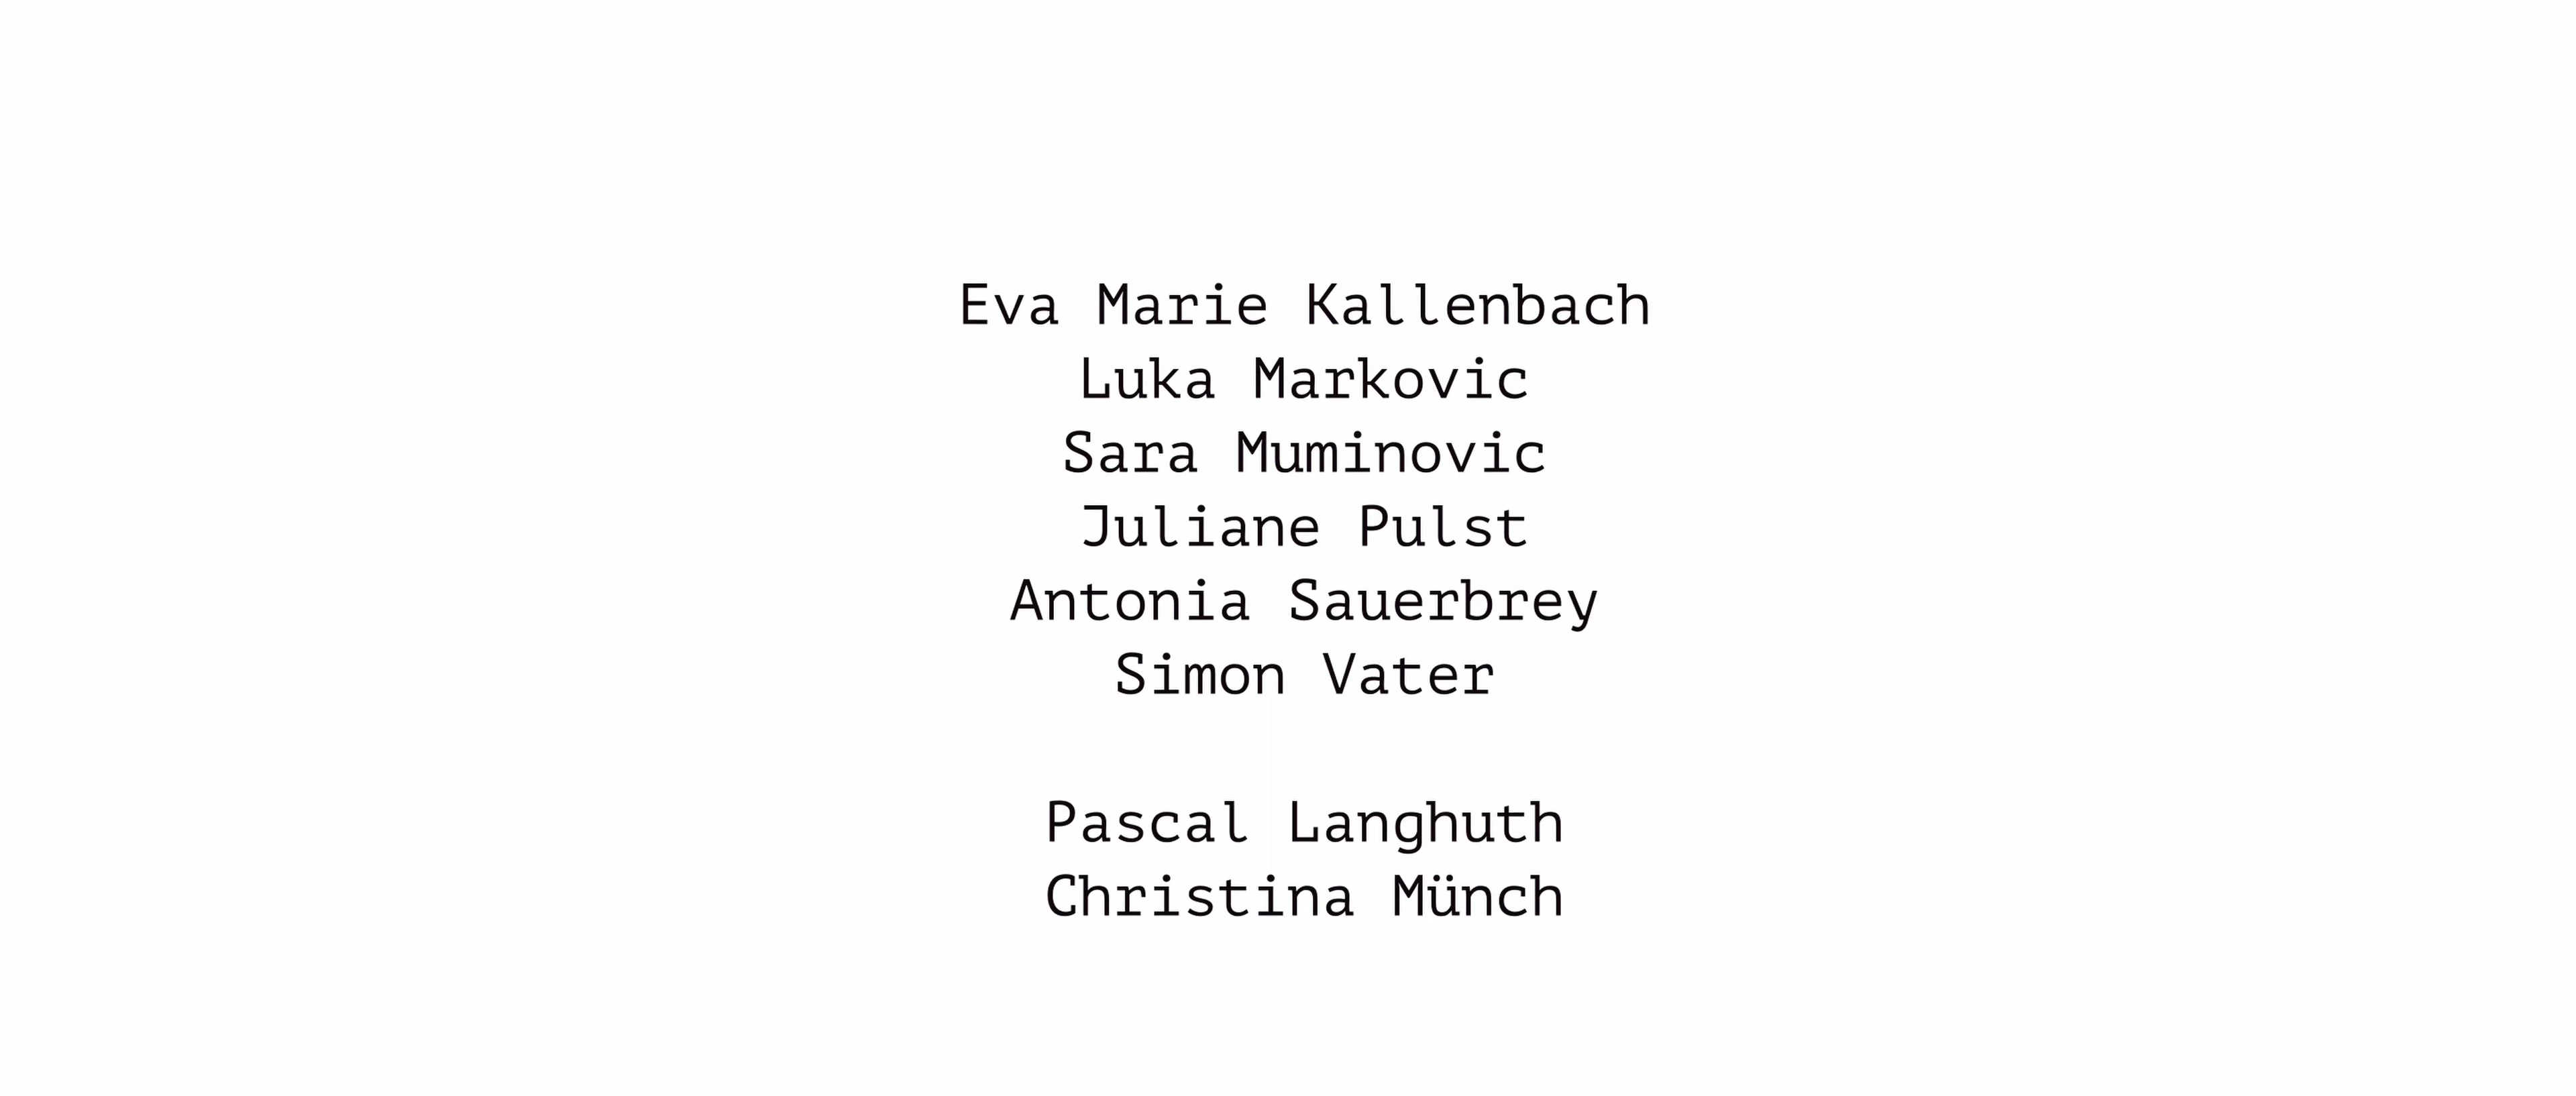 Eva Marie Kallenbach
Luka Markovic
Sara Muminovic
Juliane Pulst
Antonia Sauerbrey
Simon Vater
Pascal Langhuth
Christina Münch